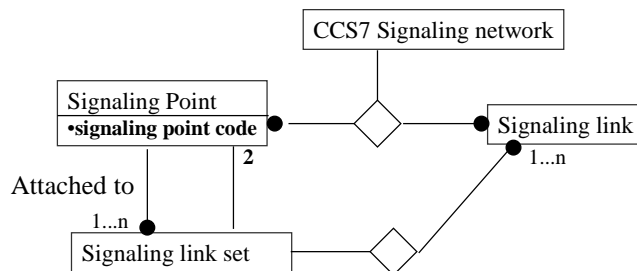 CCS7 Signaling network
Signaling Point
•signaling point code
Signaling link
2
1...n
Attached to
1...n
Signaling link set